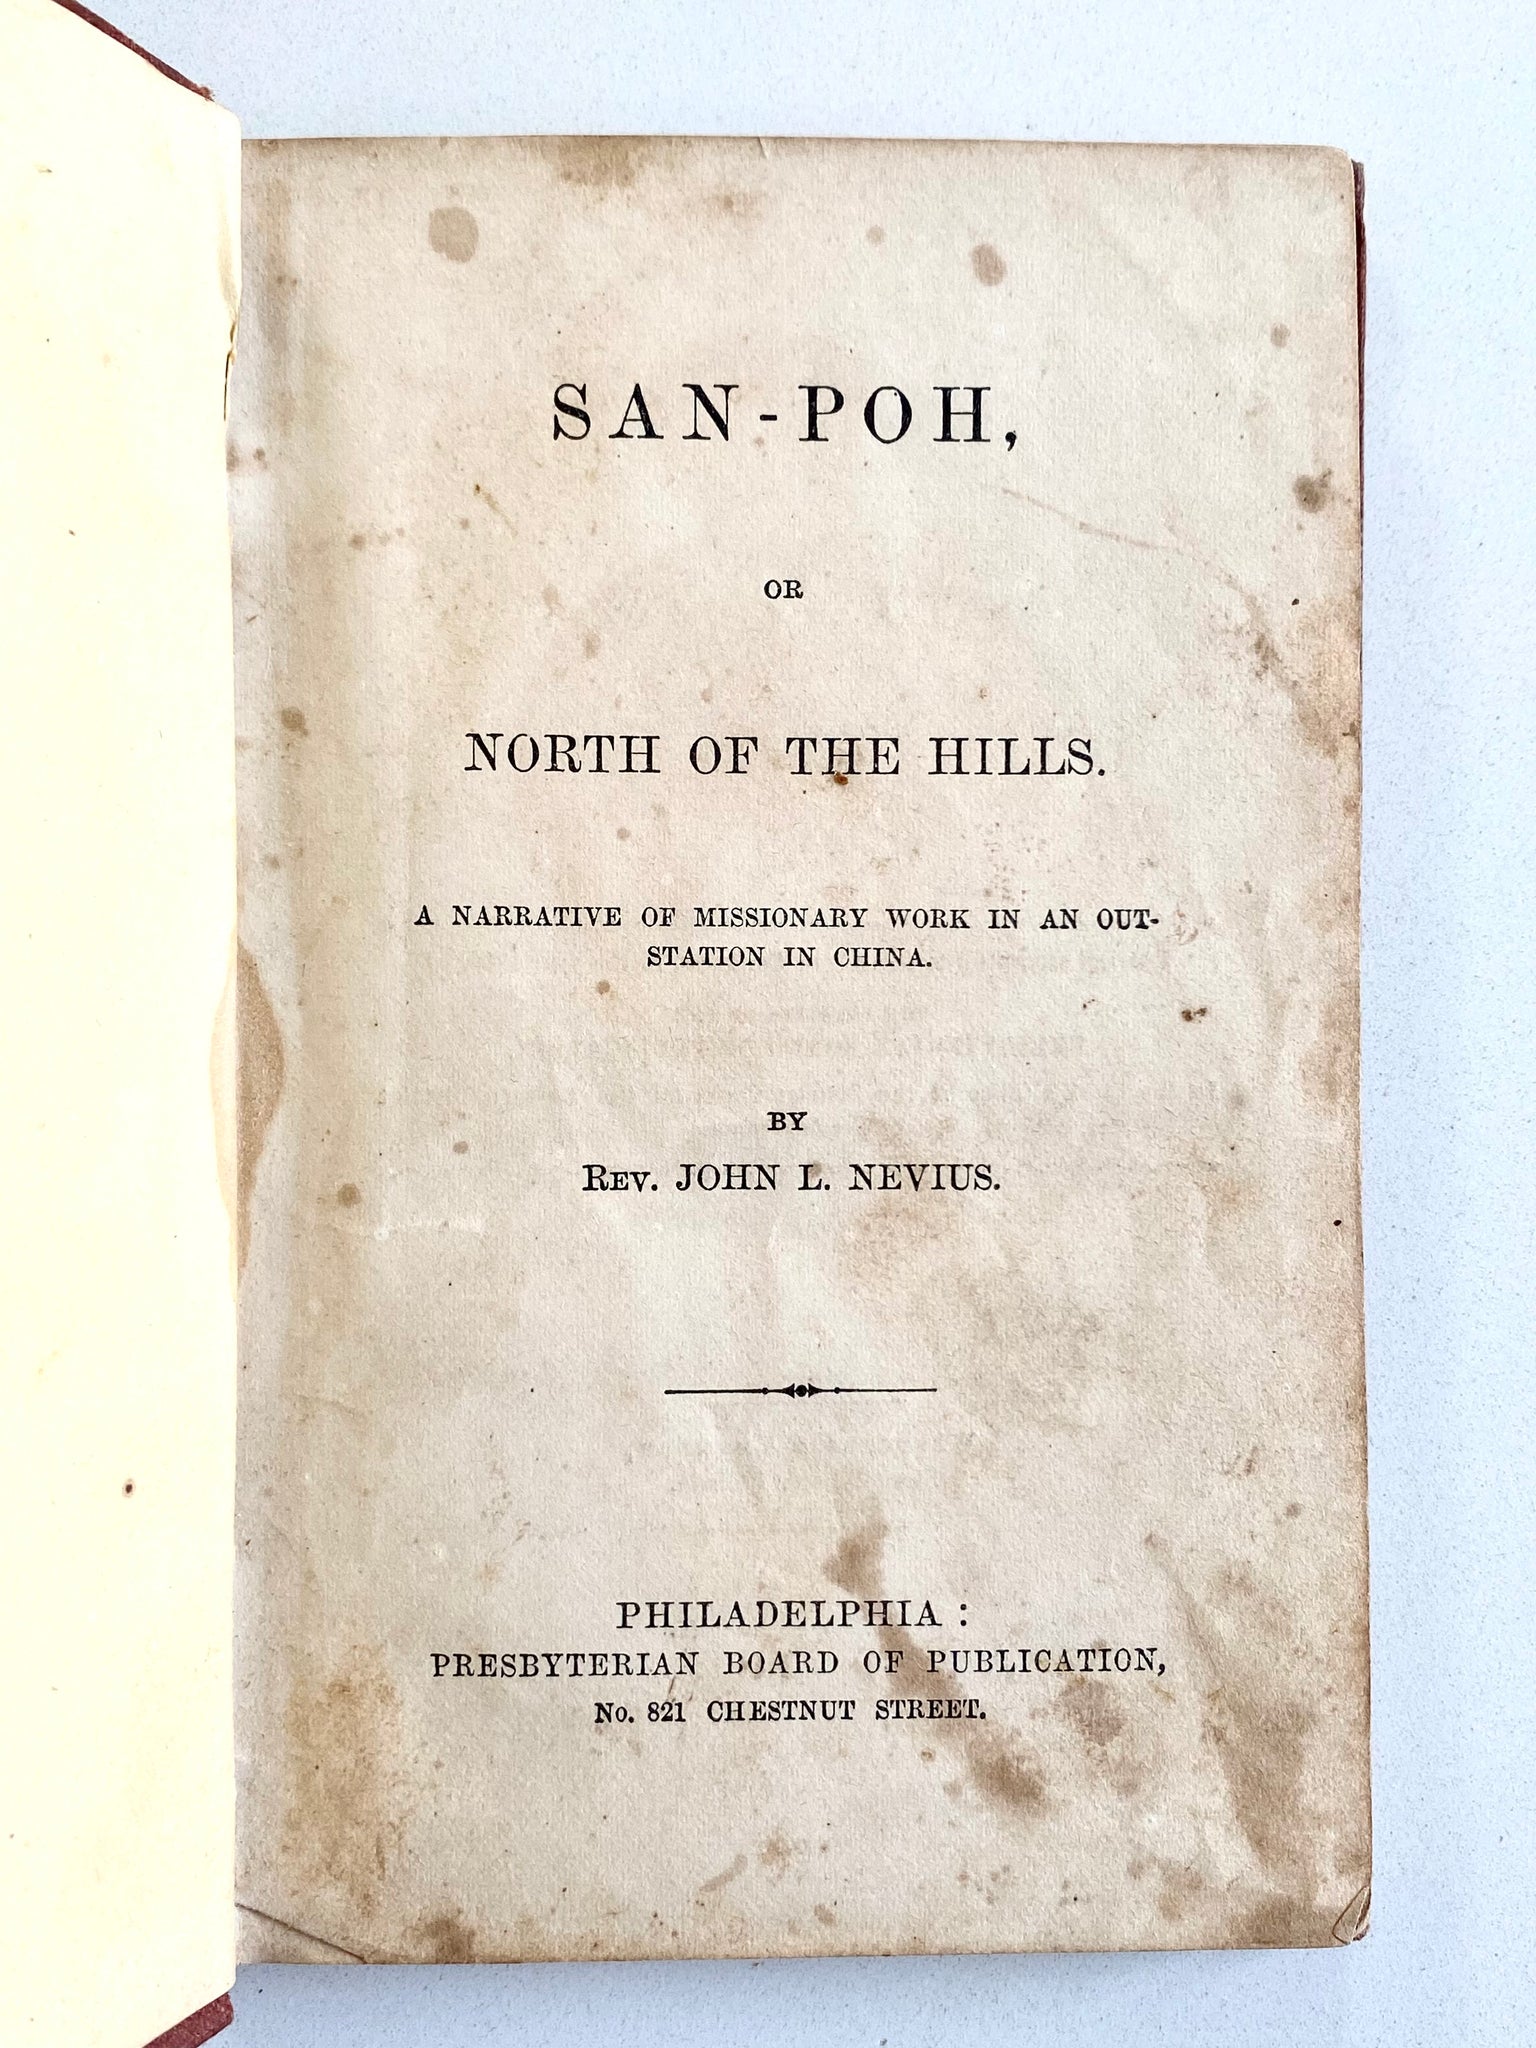 SAN-POH,
OR
NORTH OF THE HILLS.
A NARRATIVE OF MISSIONARY WORK IN AN OUT-
STATION IN CHINA.
BY
REV. JOHN L. NEVIUS.
PHILADELPHIA:
PRESBYTERIAN BOARD OF PUBLICATION,
No. 821 CHESTNUT STREET.